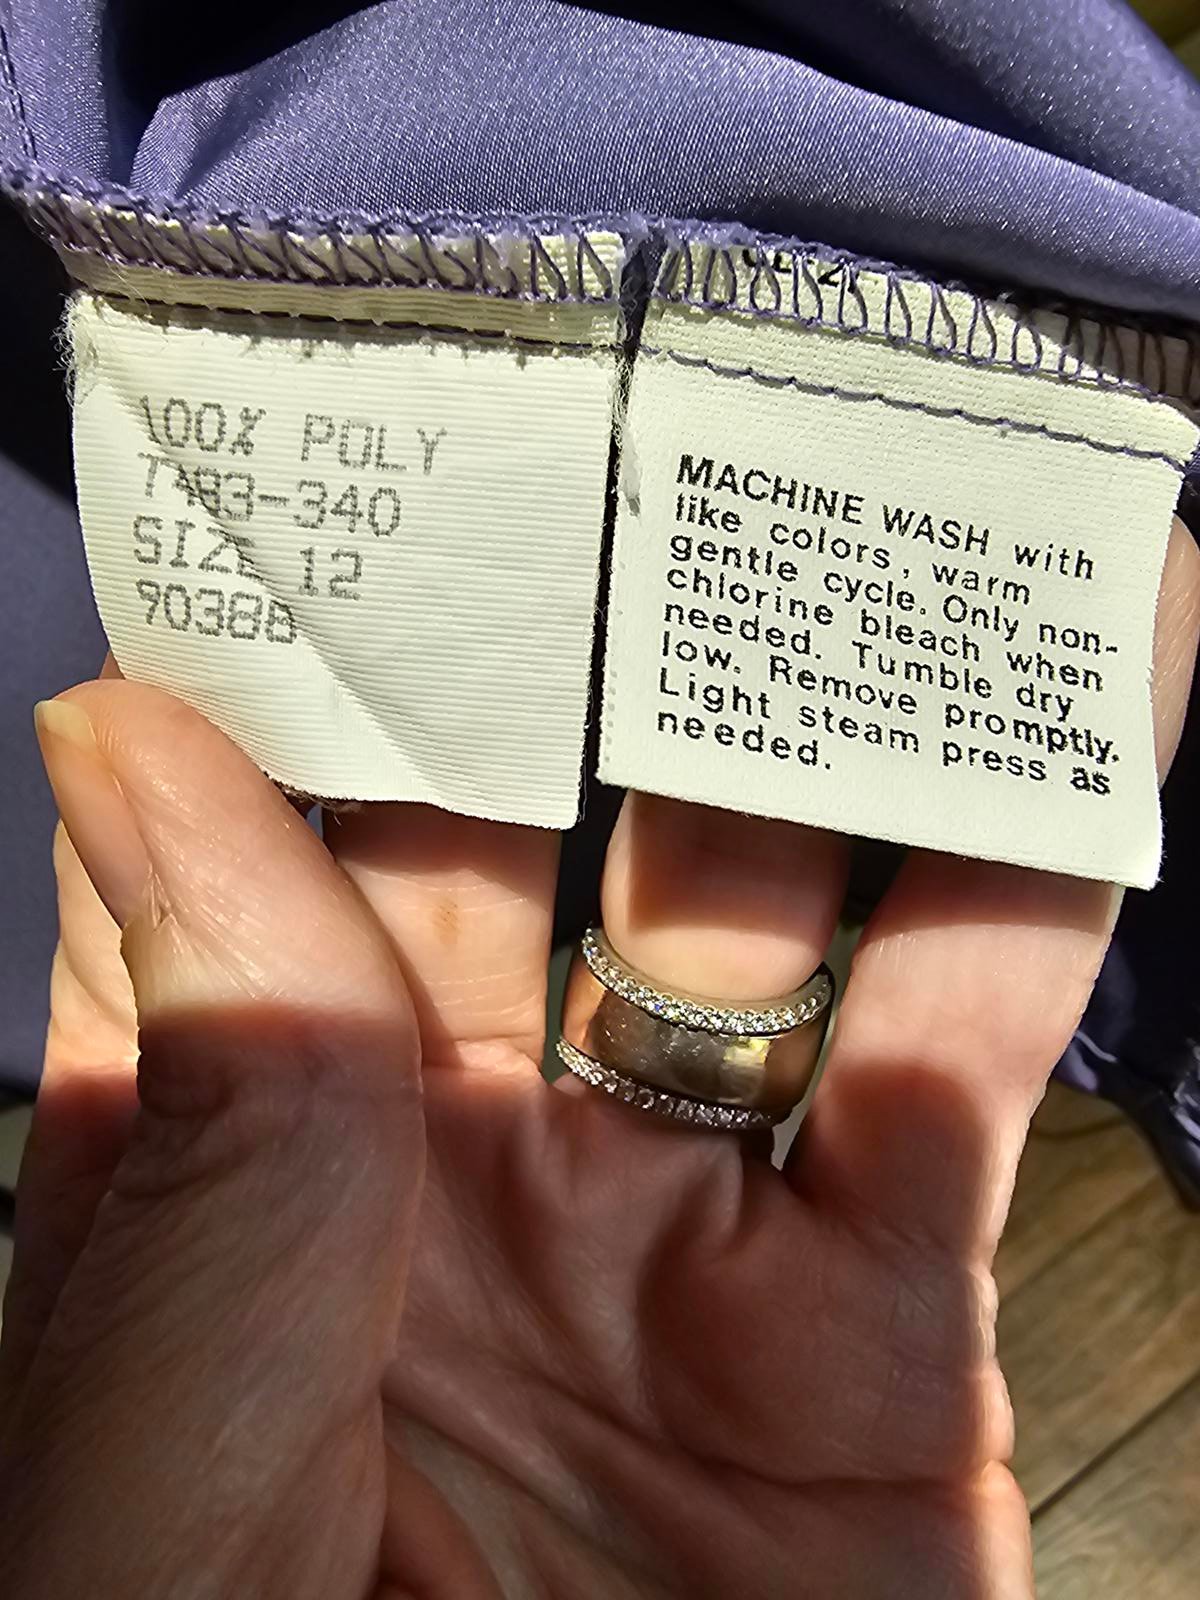 100% POLY
SIZE 12
9038B
MACHINE WASH with
like colors, warm
gentle cycle. Only non-
chlorine bleach when
needed. Tumble dry
low. Remove promptly.
Light steam press as
needed.